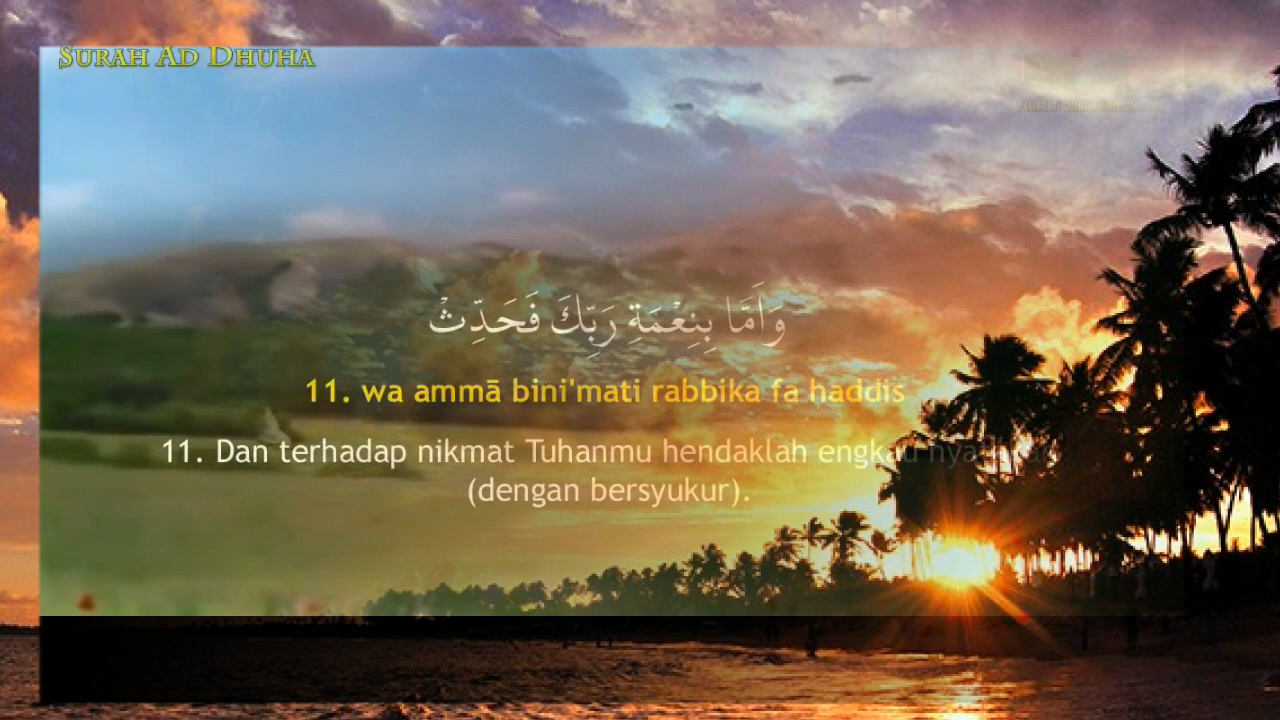 SURAH AD DHUHA
وَأَمَّا بِنِعْمَةِ رَبِّكَ فَحَدِّثْ
11. wa ammā bini'mati rabbika fa haddis
11. Dan terhadap nikmat Tuhanmu hendaklah engkau
(dengan bersyukur).